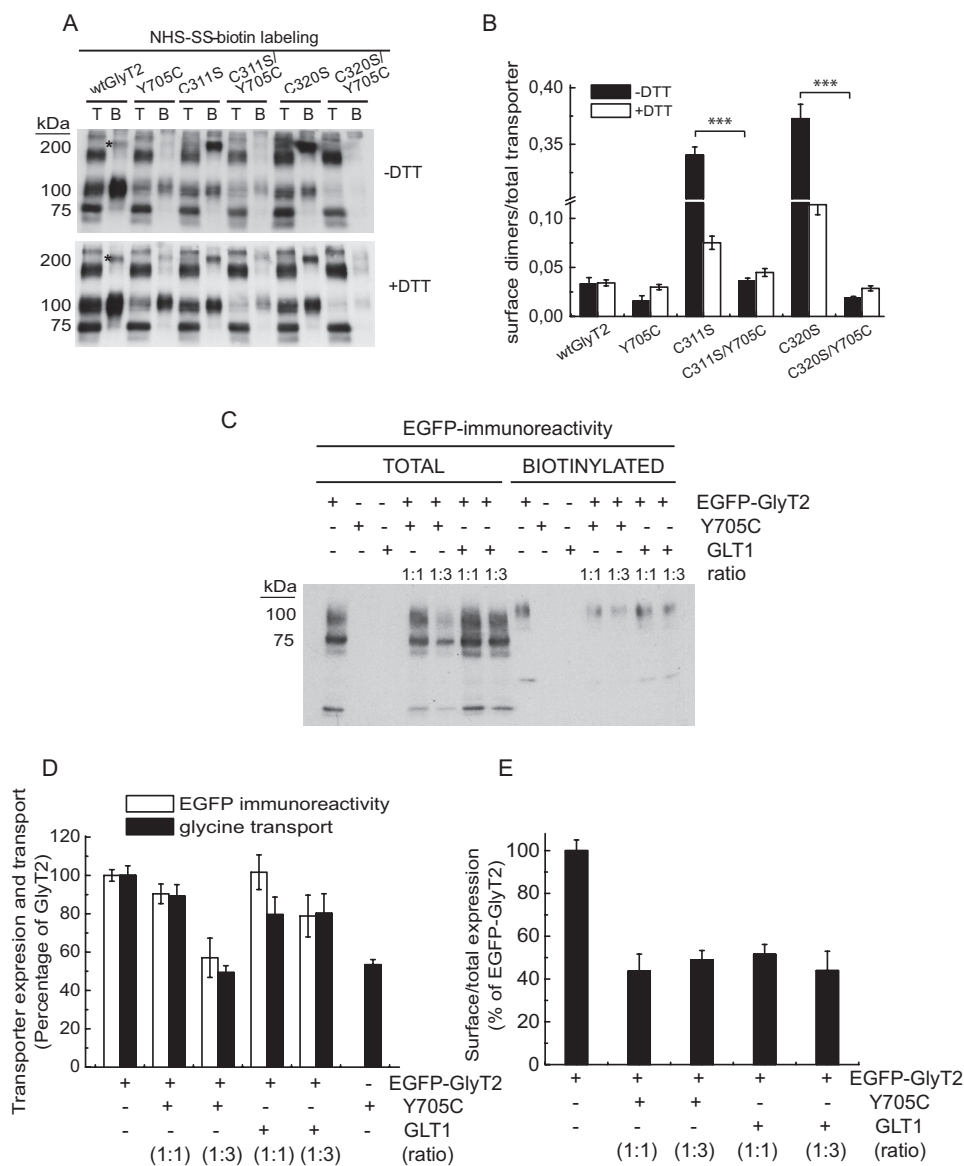 A
NHS-SS-biotin labeling
wtGlyT2 Y705C C311S C311S/Y705C C320S C320S/Y705C
T B T B T B T B T B T B
kDa
200 *
100
75
-DTT
200 *
100
75
+DTT
B
surface dimers/total transporter
0,40
0,35
0,10
0,05
0,00
-DTT
+DTT
*** ***
wtGlyT2 Y705C C311S C311S/Y705C C320S C320S/Y705C
C
EGFP-immunoreactivity
TOTAL BIOTINYLATED
+ - - + + + + + - - + + + + EGFP-GlyT2
- + - + + - - - + - + + - - Y705C
- - + - - + + - - + - - + + GLT1
1:1 1:3 1:1 1:3 1:1 1:3 1:1 1:3 ratio
kDa
100
75
D
EGFP immunoreactivity
glycine transport
Transporter expresion and transport
(Percentage of GlyT2)
120
100
80
60
40
20
0
+ + + + + - EGFP-GlyT2
- + + - - + Y705C
- - - + + - GLT1
(1:1) (1:3) (1:1) (1:3) (ratio)
E
Surface/total expression
(% of EGFP-GlyT2)
100
80
60
40
20
0
+ + + + + EGFP-GlyT2
- + + - - Y705C
- - - + + GLT1
(1:1) (1:3) (1:1) (1:3) (ratio)